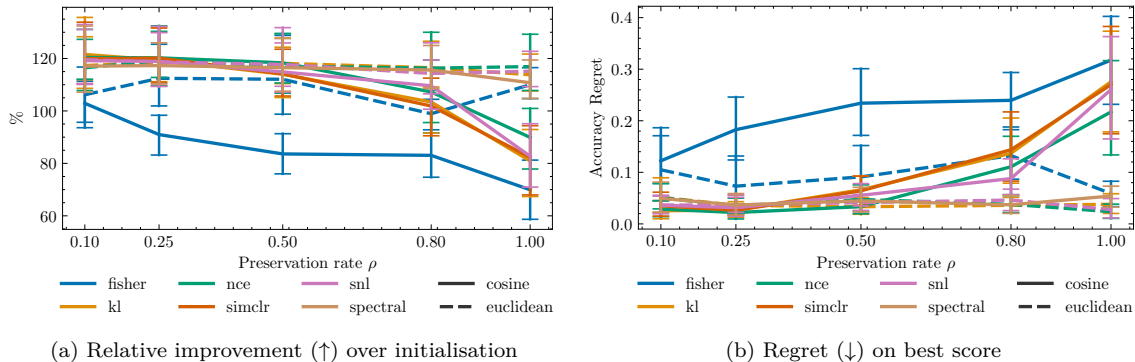 120
100
80
60
%
0.10 0.25 0.50 0.80 1.00
Preservation rate ρ
fisher nce snl cosine
kl simclr spectral euclidean
(a) Relative improvement (↑) over initialisation
0.4
0.3
0.2
0.1
0.0
Accuracy Regret
0.10 0.25 0.50 0.80 1.00
Preservation rate ρ
fisher nce snl cosine
kl simclr spectral euclidean
(b) Regret (↓) on best score